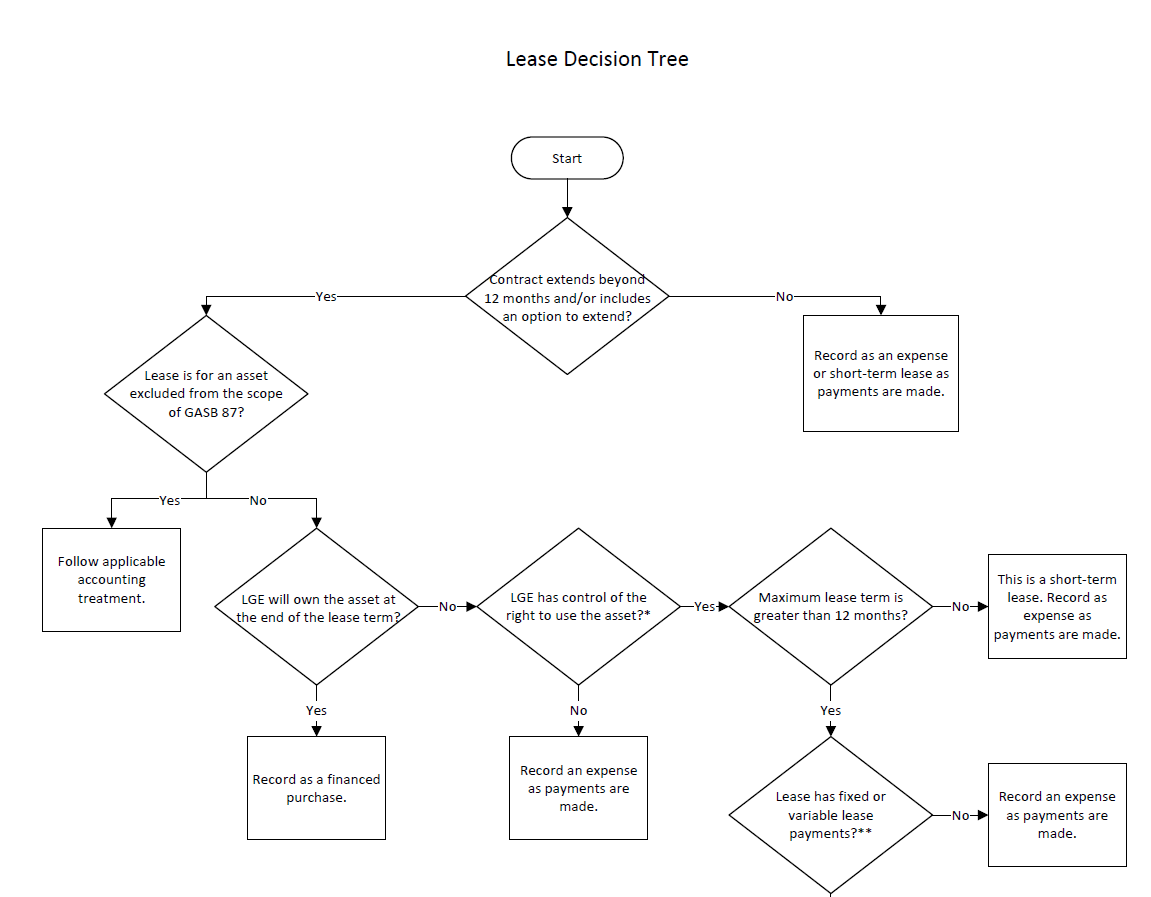 Lease Decision Tree
Start
Contract extends beyond
12 months and/or includes
an option to extend?
Yes
No
Record as an expense
or short-term lease as
payments are made.
Lease is for an asset
excluded from the scope
of GASB 87?
Yes
No
Follow applicable
accounting
treatment.
LGE will own the asset at
the end of the lease term?
No
LGE has control of the
right to use the asset?*
Yes
Maximum lease term is
greater than 12 months?
No
This is a short-term
lease. Record as
expense as
payments are made.
Yes
No
Yes
Record as a financed
purchase.
Record an expense
as payments are
made.
Lease has fixed or
variable lease
payments?**
No
Record an expense
as payments are
made.